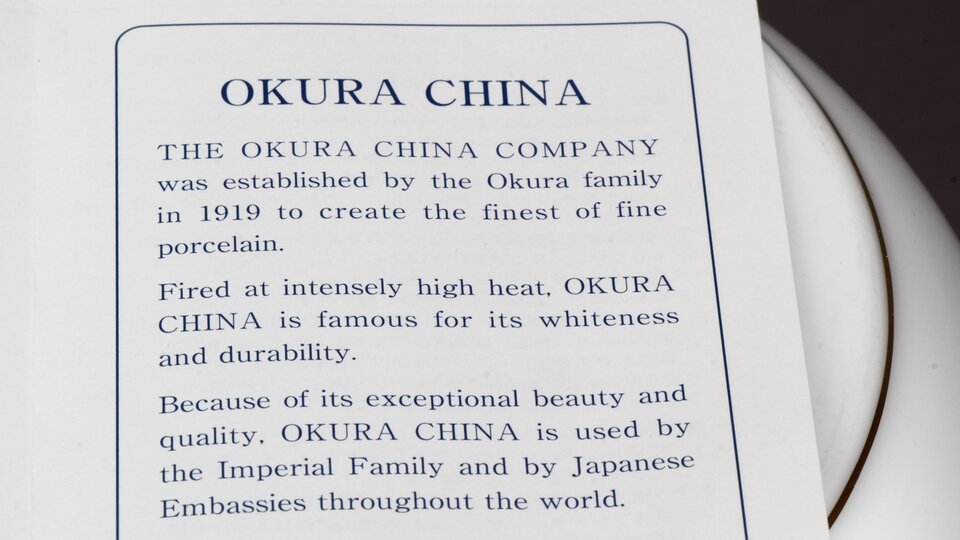 OKURA CHINA
THE OKURA CHINA COMPANY
was established by the Okura family
in 1919 to create the finest of fine
porcelain.
Fired at intensely high heat, OKURA
CHINA is famous for its whiteness
and durability.
Because of its exceptional beauty and
quality, OKURA CHINA is used by
the Imperial Family and by Japanese
Embassies throughout the world.